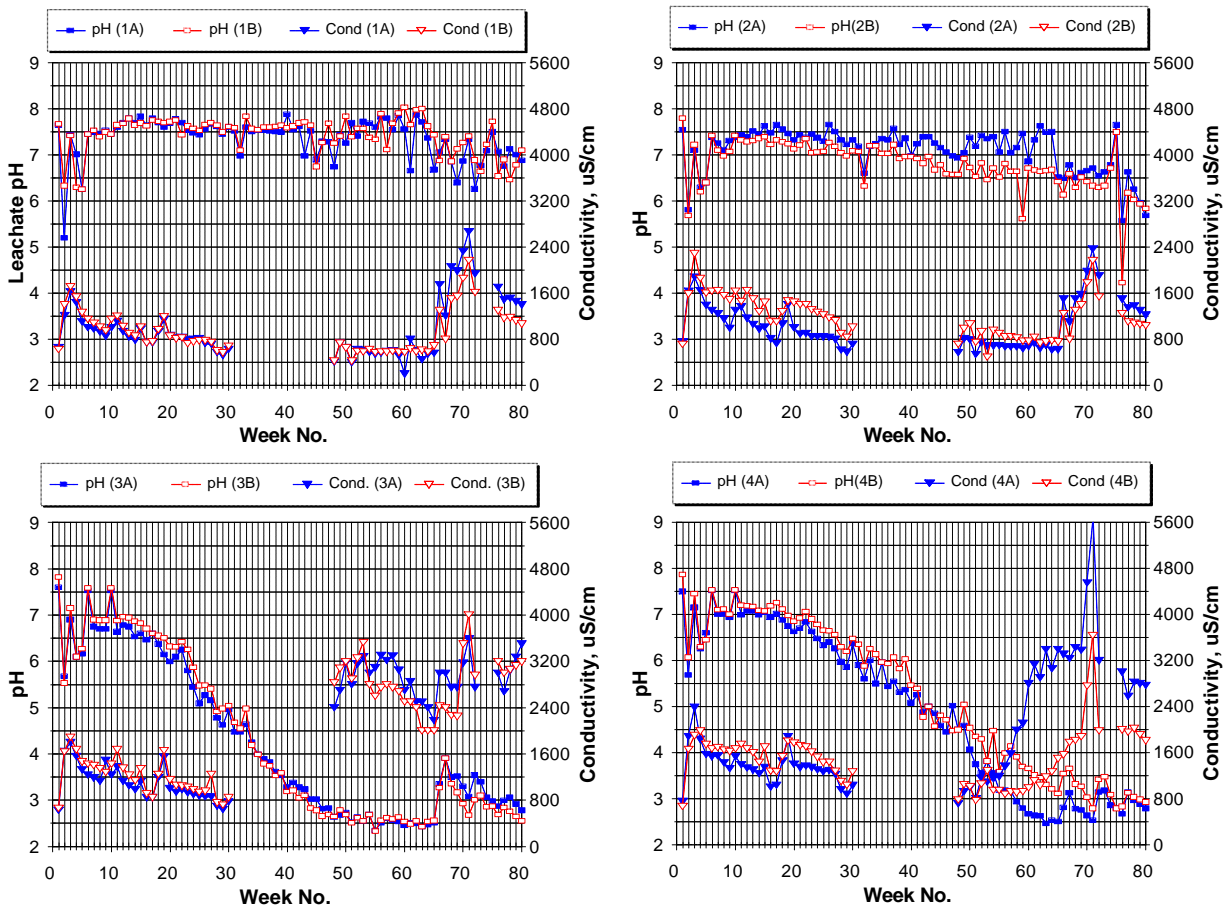 pH (1A) pH (1B) Cond (1A) Cond (1B)
9 8 7 6 5 4 3 2
Leachate pH
5600 4800 4000 3200 2400 1600 800 0
Conductivity, uS/cm
0 10 20 30 40 50 60 70 80
Week No.
pH (2A) pH(2B) Cond (2A) Cond (2B)
9 8 7 6 5 4 3 2
pH
5600 4800 4000 3200 2400 1600 800 0
Conductivity, uS/cm
0 10 20 30 40 50 60 70 80
Week No.
pH (3A) pH (3B) Cond. (3A) Cond. (3B)
9 8 7 6 5 4 3 2
pH
5600 4800 4000 3200 2400 1600 800 0
Conductivity, uS/cm
0 10 20 30 40 50 60 70 80
Week No.
pH (4A) pH(4B) Cond (4A) Cond (4B)
9 8 7 6 5 4 3 2
pH
5600 4800 4000 3200 2400 1600 800 0
Conductivity, uS/cm
0 10 20 30 40 50 60 70 80
Week No.